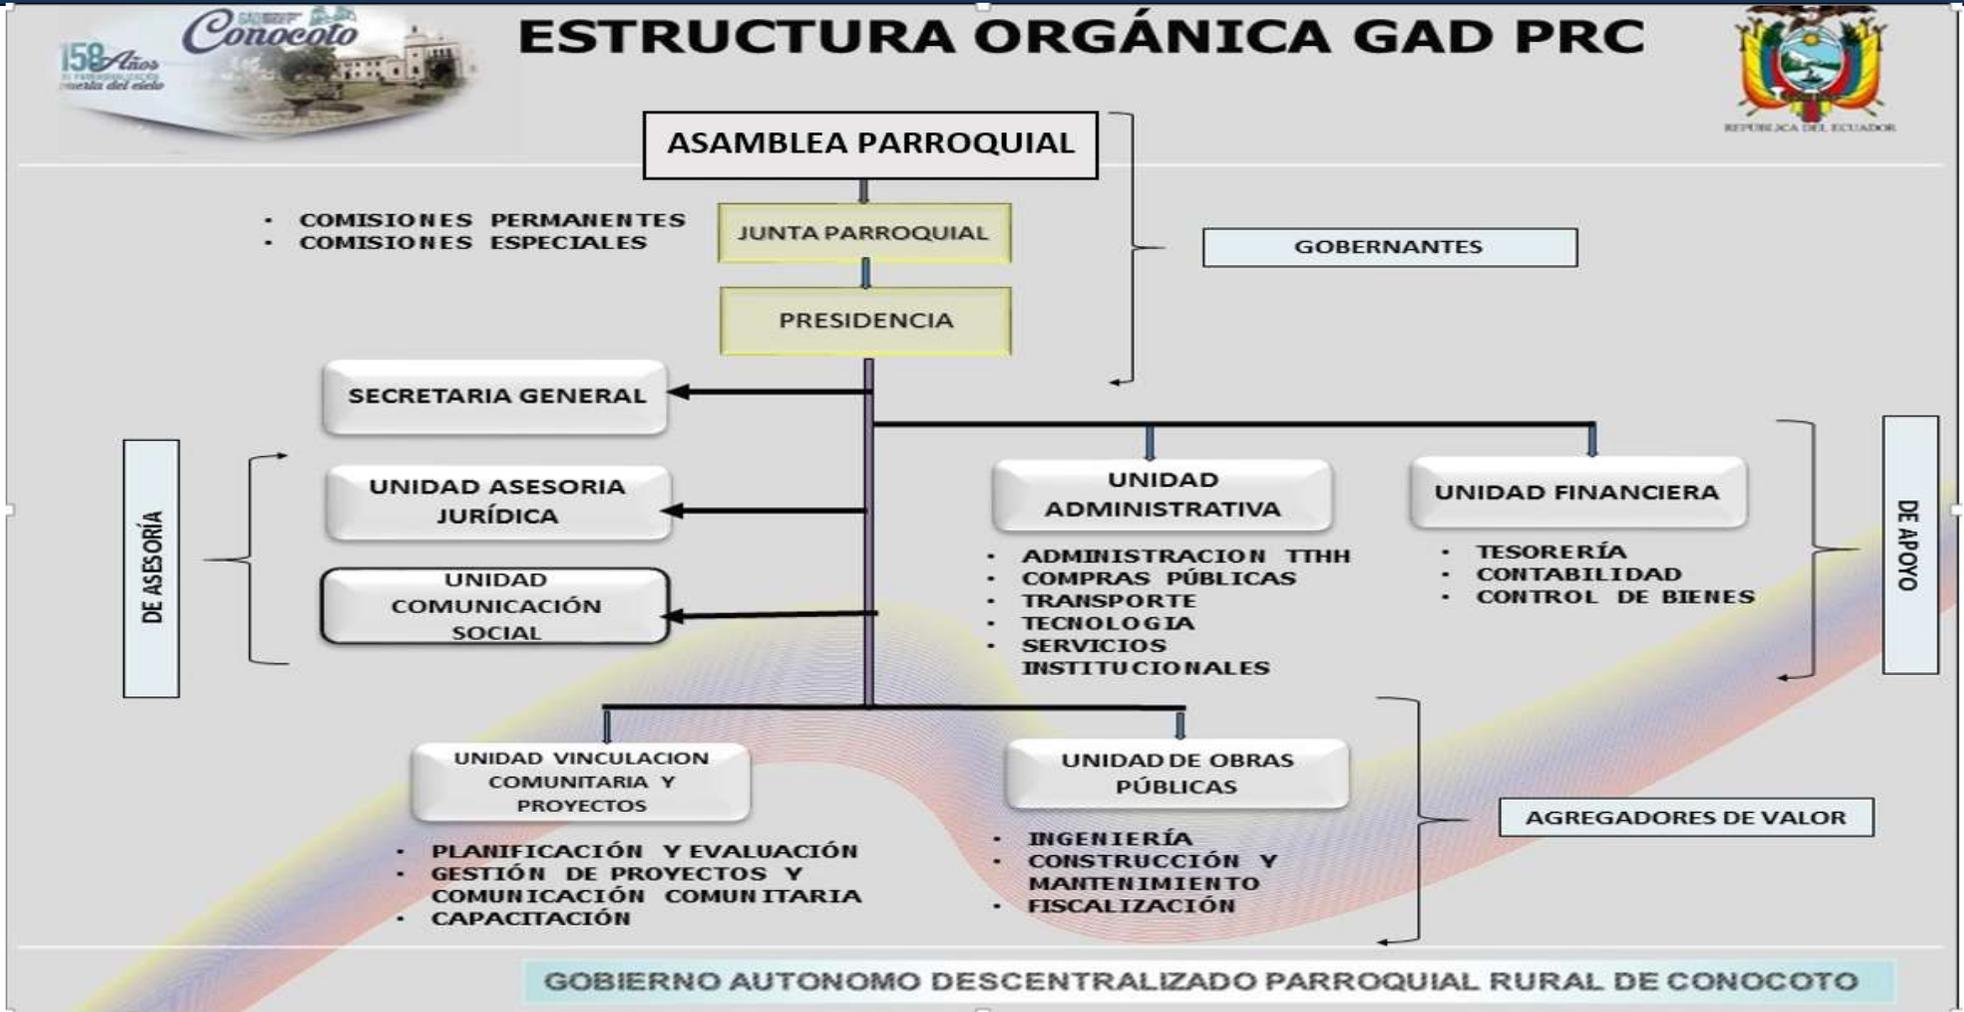 ESTRUCTURA ORGÁNICA GAD PRC
Conocoto
158 Años
REPÚBLICA DEL ECUADOR
ASAMBLEA PARROQUIAL
• COMISIONES PERMANENTES
• COMISIONES ESPECIALES
JUNTA PARROQUIAL
GOBERNANTES
PRESIDENCIA
SECRETARIA GENERAL
DE ASESORÍA
UNIDAD ASESORIA
JURÍDICA
UNIDAD
COMUNICACIÓN
SOCIAL
UNIDAD
ADMINISTRATIVA
• ADMINISTRACION TTHH
• COMPRAS PÚBLICAS
• TRANSPORTE
• TECNOLOGIA
• SERVICIOS
INSTITUCIONALES
UNIDAD FINANCIERA
• TESORERÍA
• CONTABILIDAD
• CONTROL DE BIENES
DE APOYO
UNIDAD VINCULACION
COMUNITARIA Y
PROYECTOS
• PLANIFICACIÓN Y EVALUACIÓN
• GESTIÓN DE PROYECTOS Y
COMUNICACIÓN COMUNITARIA
• CAPACITACIÓN
UNIDAD DE OBRAS
PÚBLICAS
• INGENIERÍA
• CONSTRUCCIÓN Y
MANTENIMIENTO
• FISCALIZACIÓN
AGREGADORES DE VALOR
GOBIERNO AUTONOMO DESCENTRALIZADO PARROQUIAL RURAL DE CONOCOTO